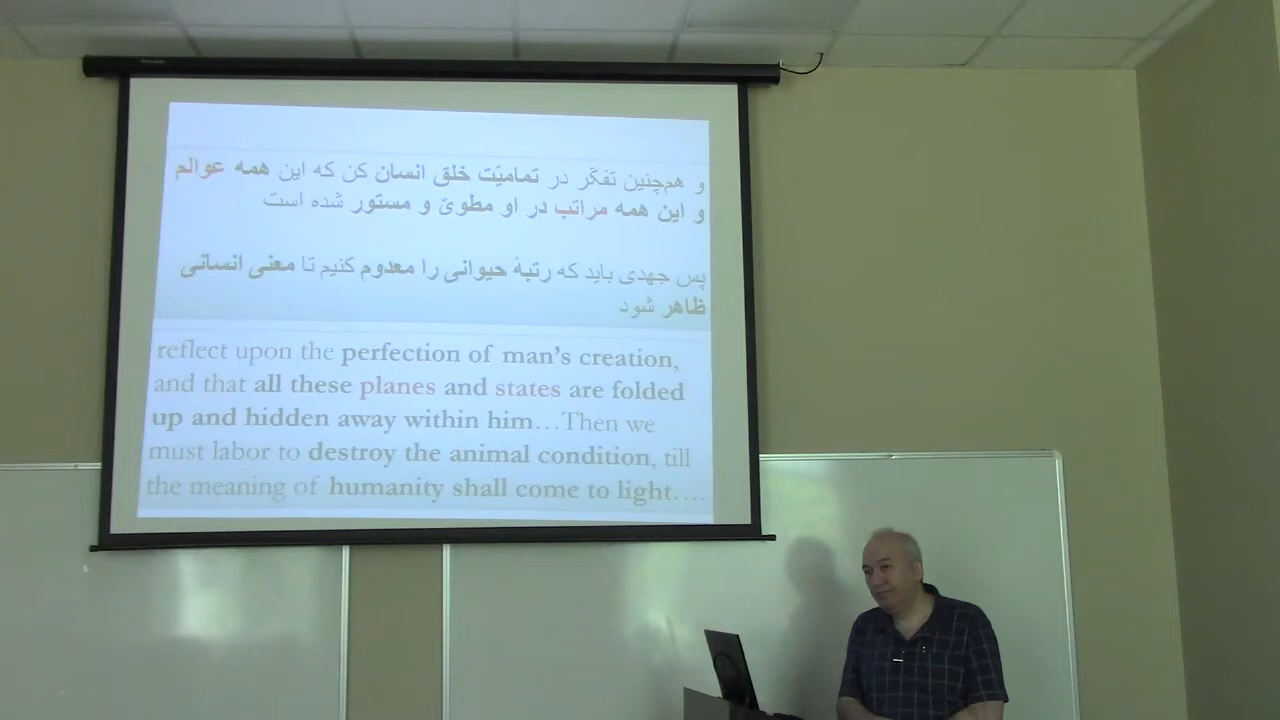 و هم‌چنین تفکّر در تمامیّت خلق انسان کن که این همه عوالم
و این همه مراتب در او مطویّ و مستور شده است
پس جهدی باید که رتبۀ حیوانی را معدوم کنیم تا معنی انسانی
ظاهر شود
reflect upon the perfection of man’s creation,
and that all these planes and states are folded
up and hidden away within him…Then we
must labor to destroy the animal condition, till
the meaning of humanity shall come to light….